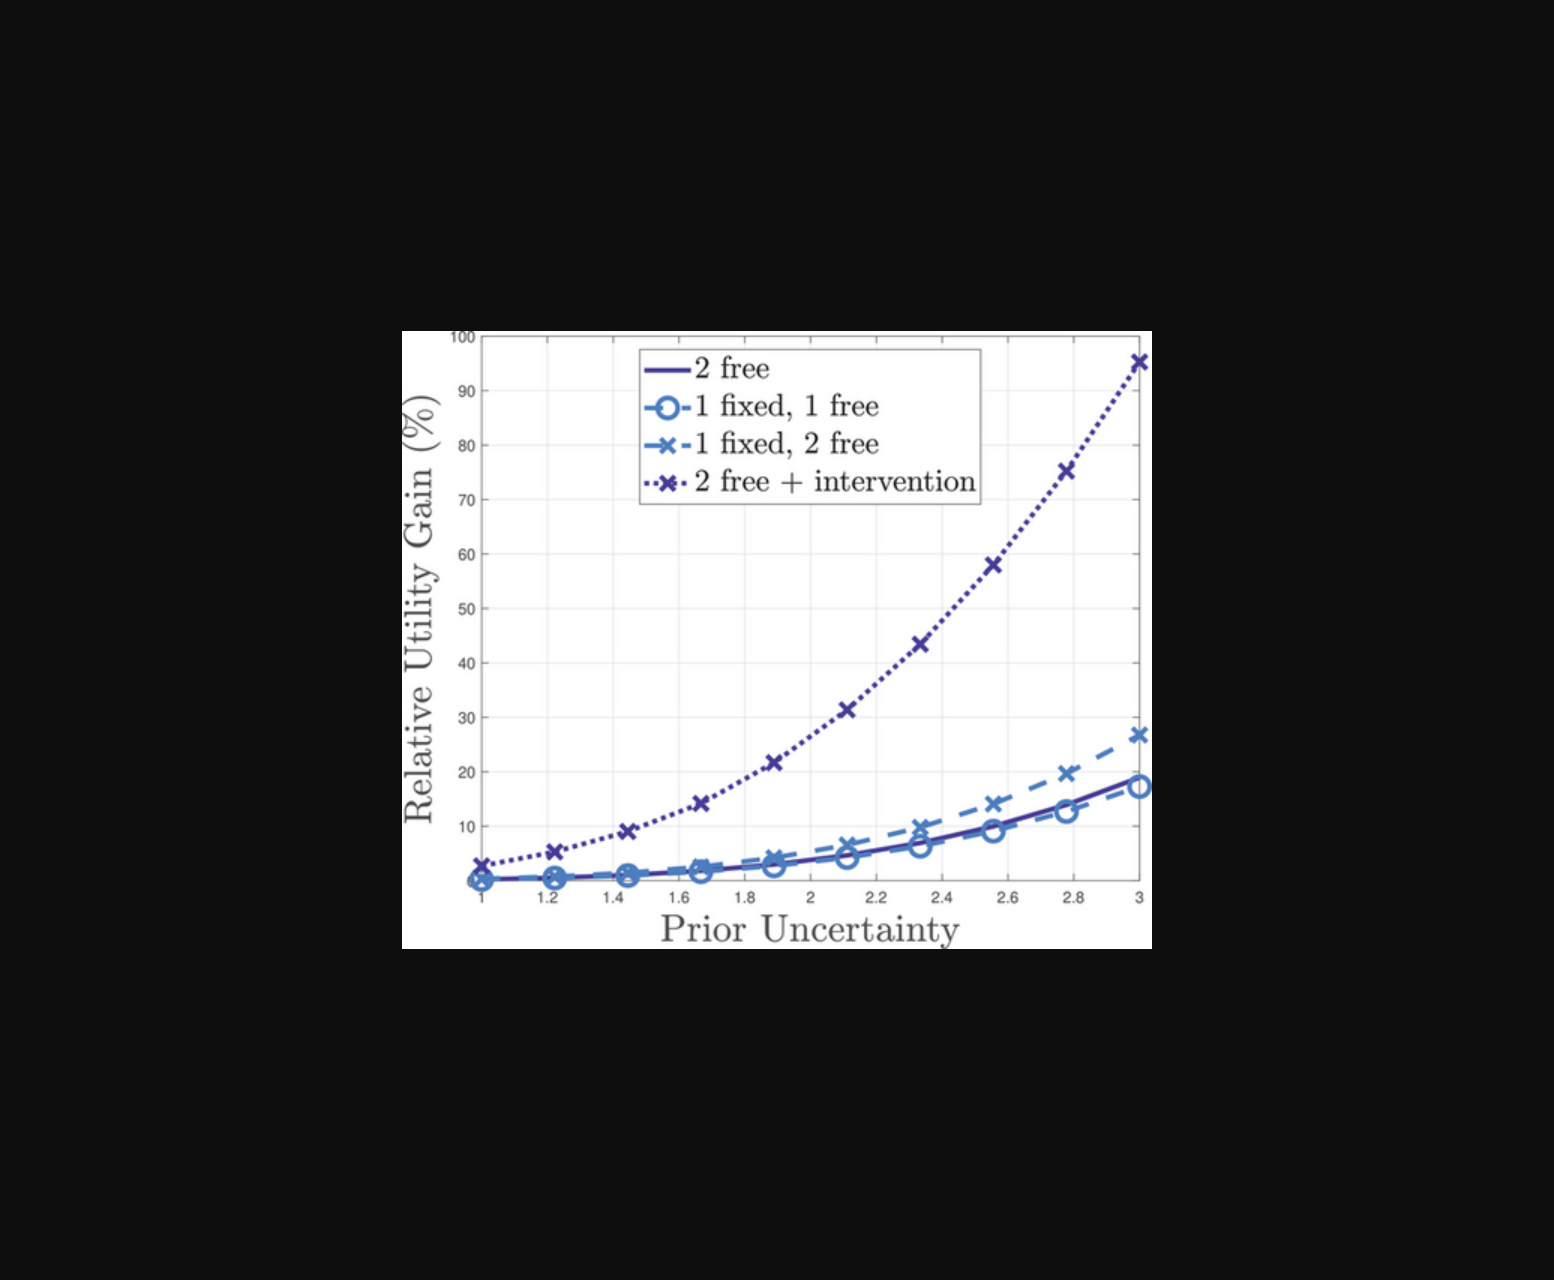 Relative Utility Gain (%)
100
90
80
70
60
50
40
30
20
10
0
2 free
1 fixed, 1 free
1 fixed, 2 free
2 free + intervention
1 1.2 1.4 1.6 1.8 2 2.2 2.4 2.6 2.8 3
Prior Uncertainty